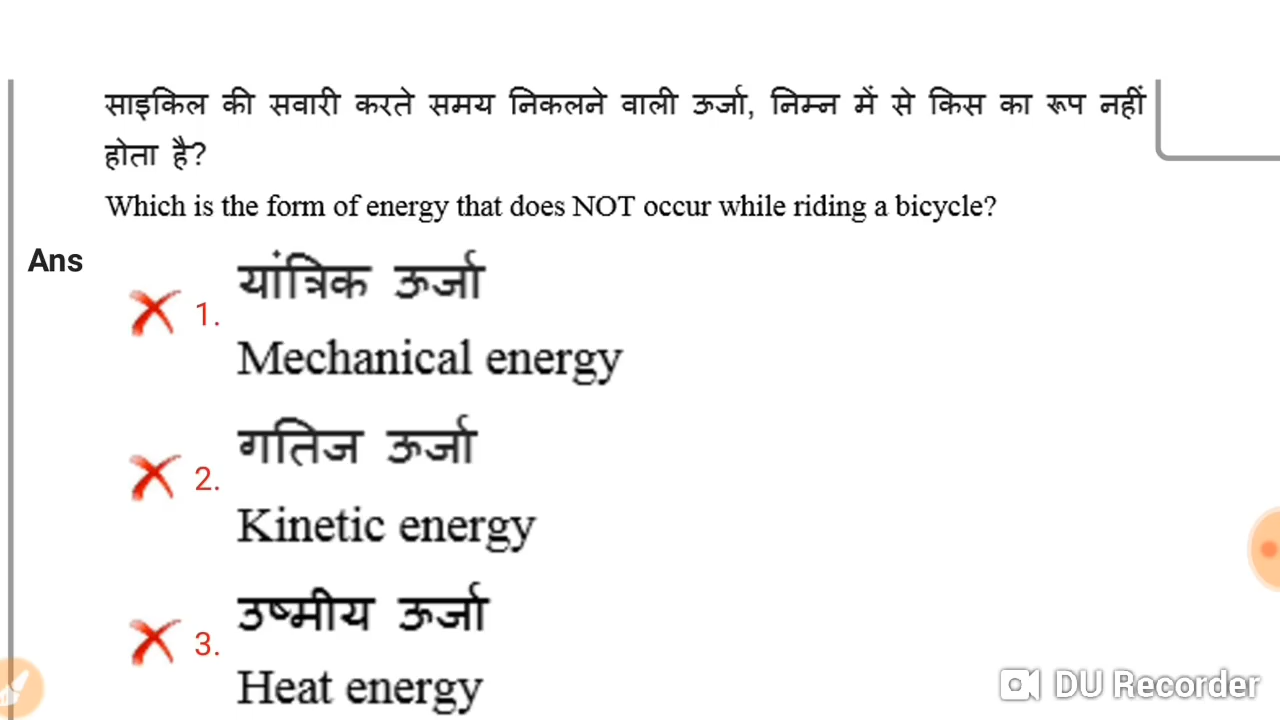 साइकिल की सवारी करते समय निकलने वाली ऊर्जा, निम्न में से किस का रूप नहीं
होता है?
Which is the form of energy that does NOT occur while riding a bicycle?
Ans
1. यांत्रिक ऊर्जा
Mechanical energy
2. गतिज ऊर्जा
Kinetic energy
3. उष्मीय ऊर्जा
Heat energy
DU Recorder